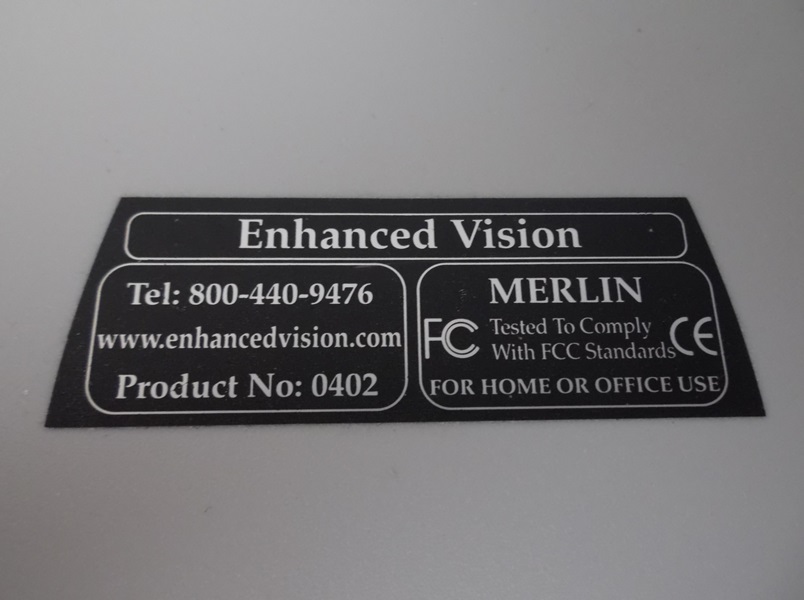 Enhanced Vision
Tel: 800-440-9476
www.enhancedvision.com
Product No: 0402
MERLIN
FC Tested To Comply
With FCC Standards CE
FOR HOME OR OFFICE USE